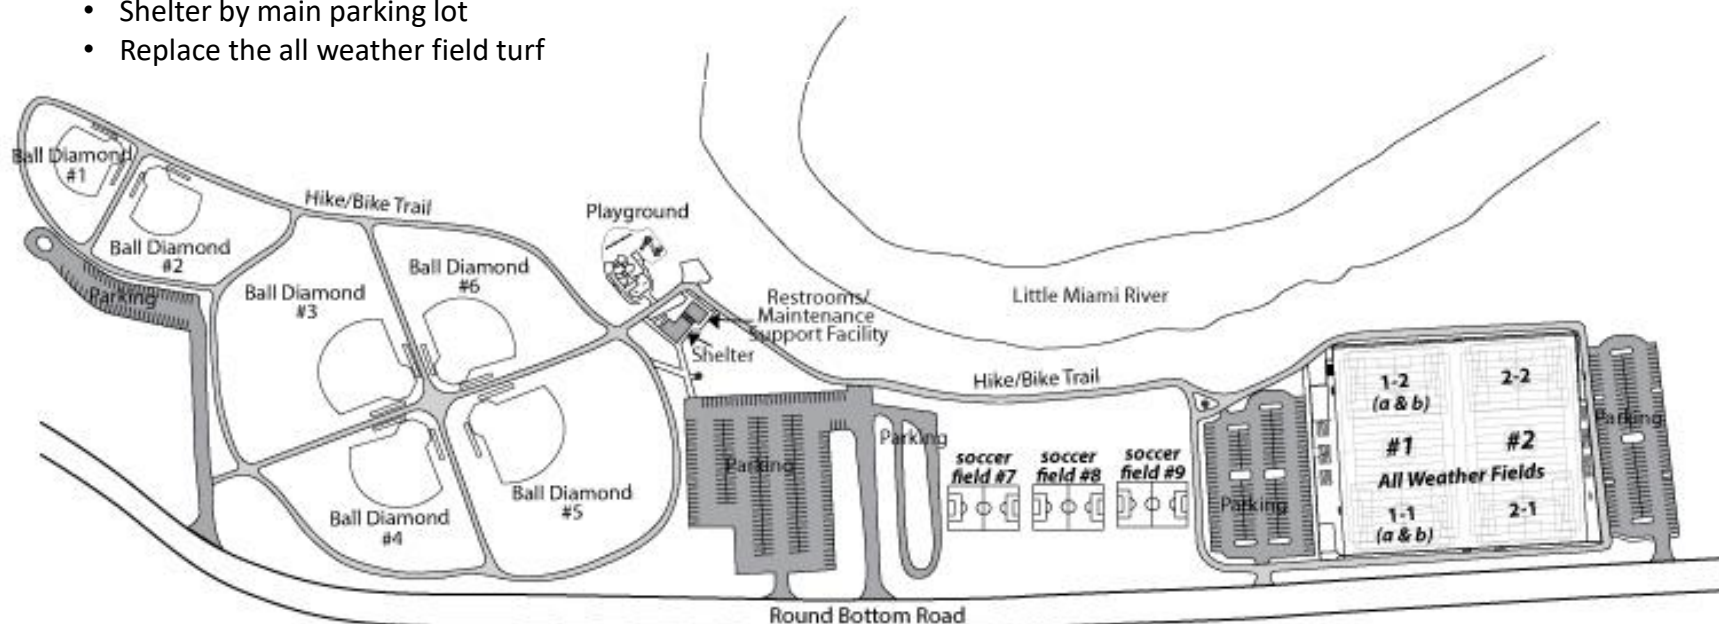 • Shelter by main parking lot
• Replace the all weather field turf
Ball Diamond
#1
Hike/Bike Trail
Ball Diamond
#2
Playground
Ball Diamond
#6
Ball Diamond
#3
Parking
Restrooms/
Maintenance
Support Facility
Shelter
Little Miami River
Hike/Bike Trail
1-2
(a & b)
2-2
Parking
Parking
Parking
#1
#2
All Weather Fields
soccer
field #7
soccer
field #8
soccer
field #9
Ball Diamond
#5
Ball Diamond
#4
Parking
1-1
(a & b)
2-1
Round Bottom Road